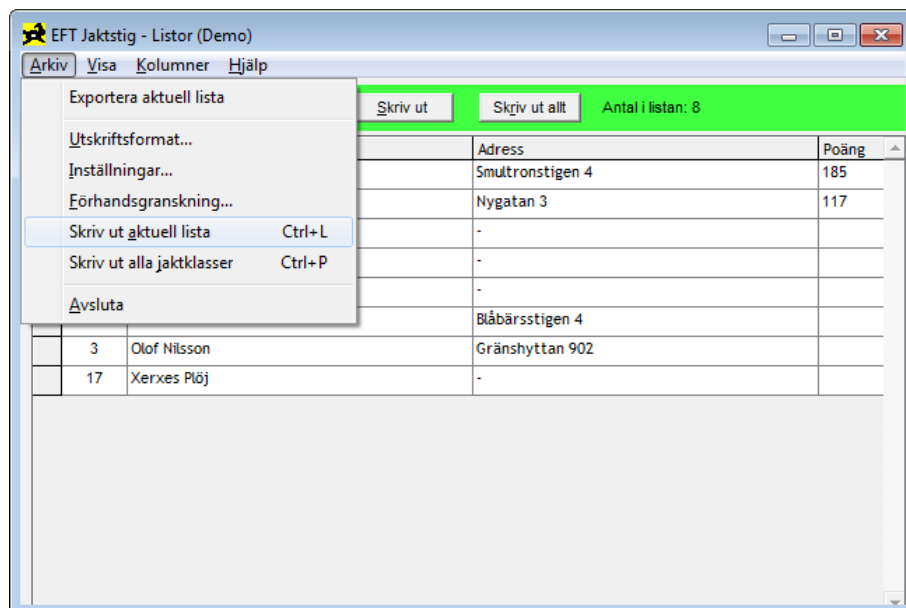 EFT Jaktstig - Listor (Demo)
Arkiv Visa Kolumner Hjälp
Exportera aktuell lista
Utskriftsformat...
Inställningar...
Förhandsgranskning...
Skriv ut aktuell lista Ctrl+L
Skriv ut alla jaktklasser Ctrl+P
Avsluta
Skriv ut Skriv ut allt Antal i listan: 8
Adress Poäng
Smultronstigen 4 185
Nygatan 3 117
-
-
-
Blåbärsstigen 4
3 Olof Nilsson Gränshyttan 902
17 Xerxes Plöj -